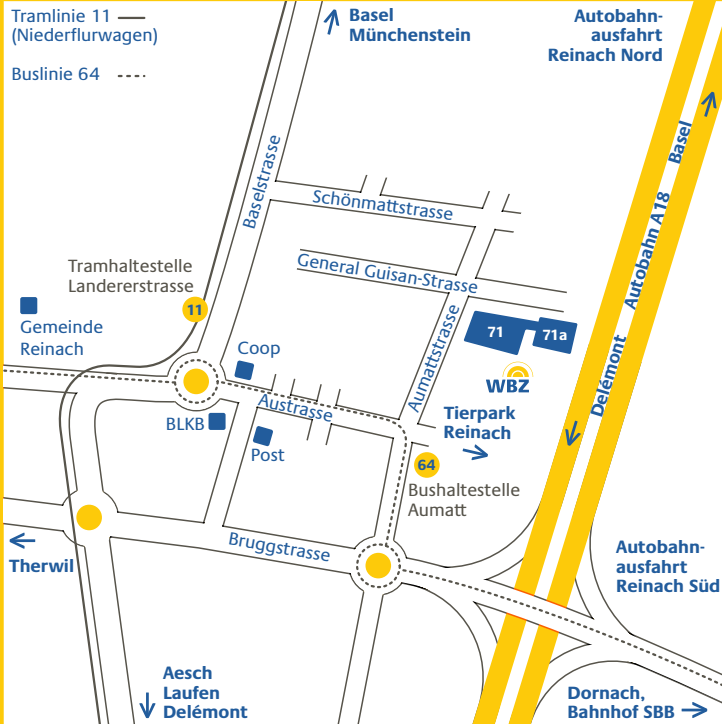 Tramlinie 11
(Niederflurwagen)
Buslinie 64
Basel
Münchenstein
Autobahn-
ausfahrt
Reinach Nord
Baselstrasse
Schönmattstrasse
General Guisan-Strasse
Aumattstrasse
Delémont Autobahn A18 Basel
Tramhaltestelle
Landererstrasse
11
Gemeinde
Reinach
71
71a
WBZ
Coop
Austrasse
BLKB
Post
Tierpark
Reinach
64
Bushaltestelle
Aumatt
Bruggstrasse
Therwil
Autobahn-
ausfahrt
Reinach Süd
Aesch
Laufen
Delémont
Dornach,
Bahnhof SBB